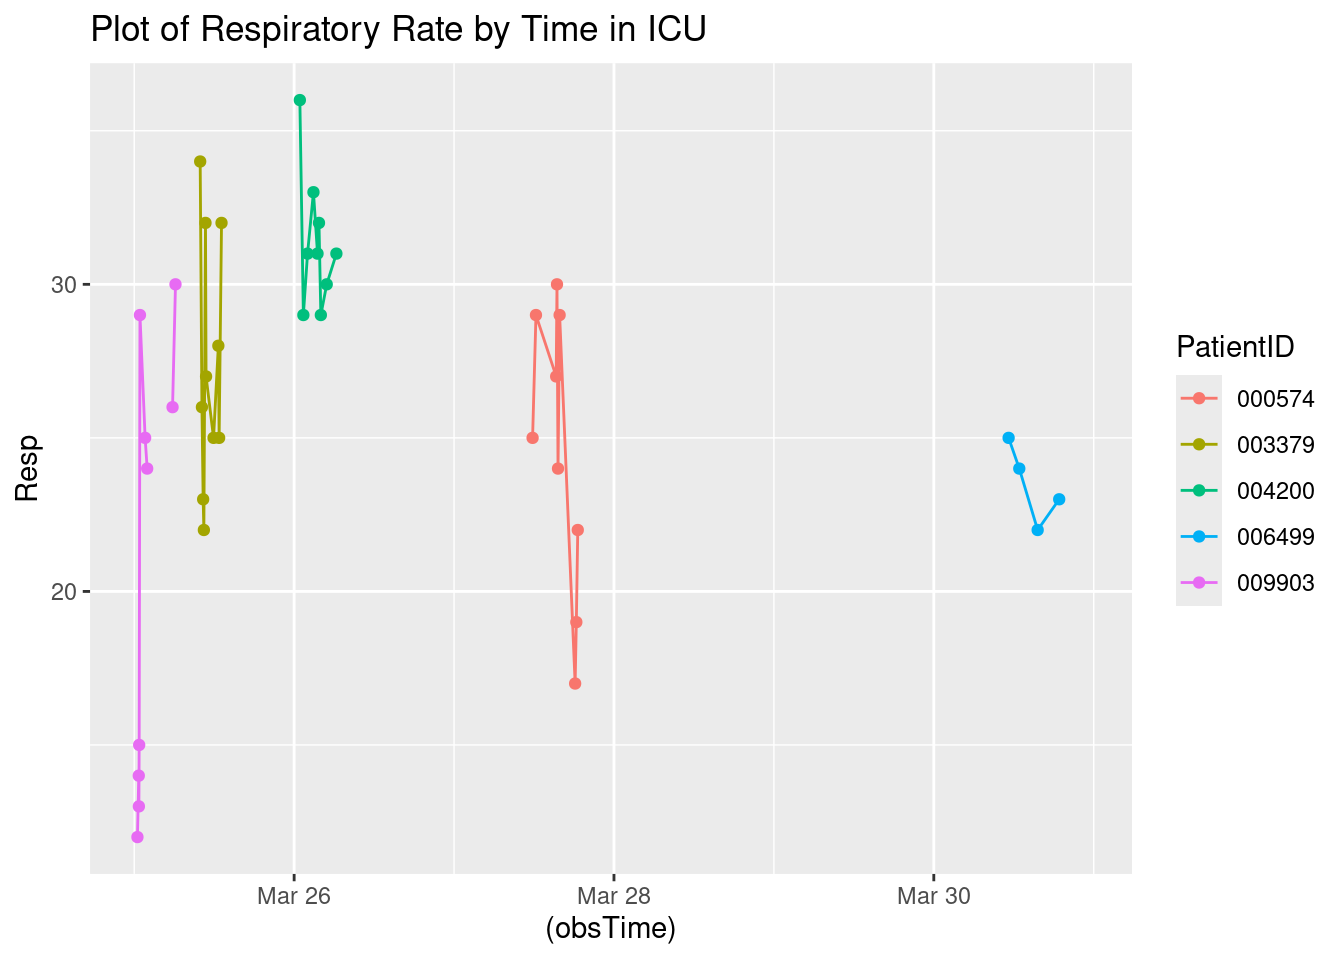 Plot of Respiratory Rate by Time in ICU
30
20
Resp
Mar 26
Mar 28
Mar 30
(obsTime)
PatientID
000574
003379
004200
006499
009903